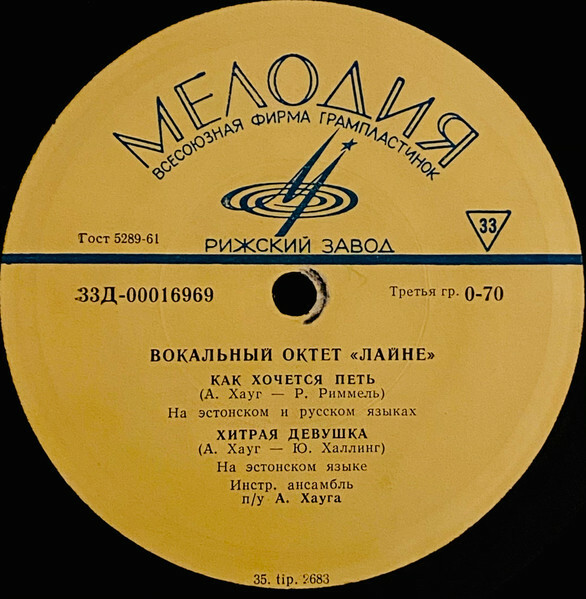 МЕЛОДИЯ
ВСЕСОЮЗНАЯ ФИРМА ГРАМПЛАСТИНОК
Гост 5289-61
33
РИЖСКИЙ ЗАВОД
33Д-00016969
Третья гр. 0-70
ВОКАЛЬНЫЙ ОКТЕТ «ЛАЙНЕ»
КАК ХОЧЕТСЯ ПЕТЬ
(А. Хауг — Р. Риммель)
На эстонском и русском языках
ХИТРАЯ ДЕВУШКА
(А. Хауг — Ю. Халлинг)
На эстонском языке
Инстр. ансамбль
п/у А. Хауга
35. tip. 2683